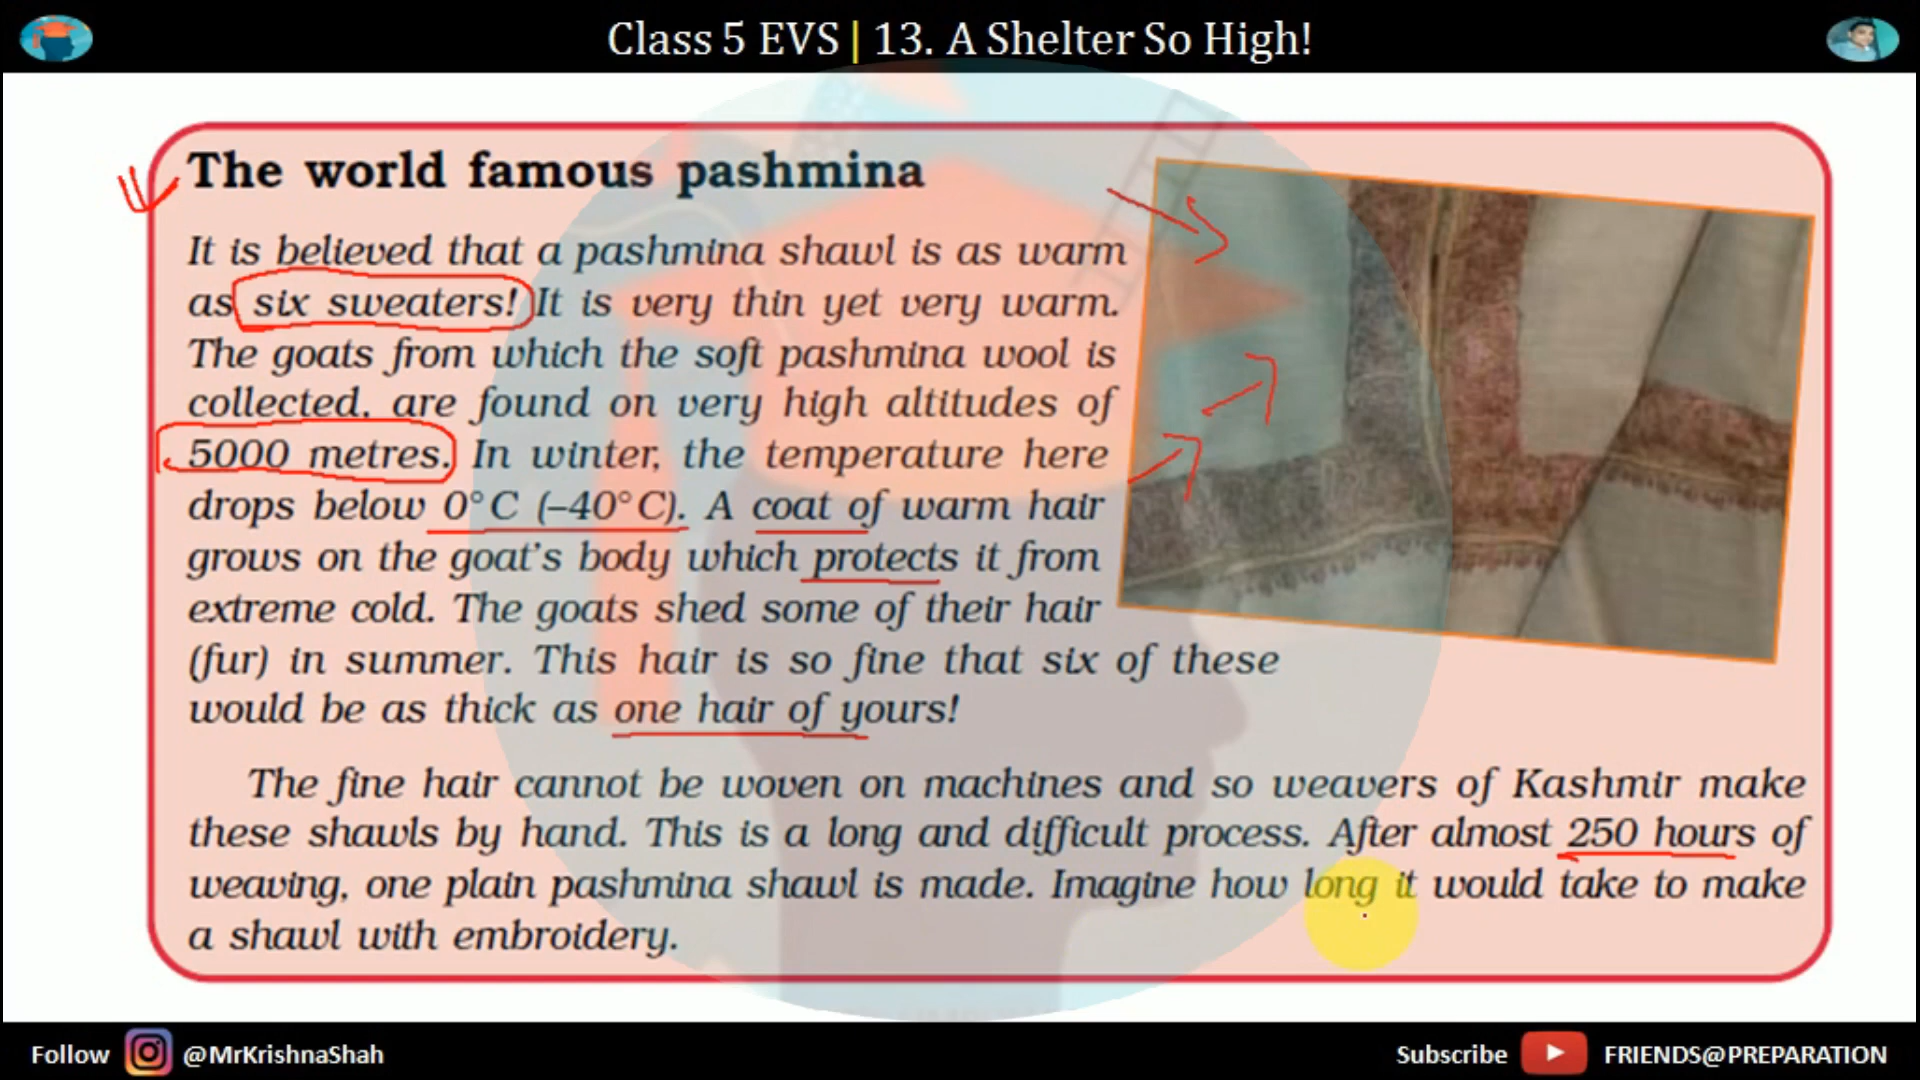 Class 5 EVS | 13. A Shelter So High!
The world famous pashmina
It is believed that a pashmina shawl is as warm
as six sweaters! It is very thin yet very warm.
The goats from which the soft pashmina wool is
collected, are found on very high altitudes of
5000 metres. In winter, the temperature here
drops below 0°C (–40°C). A coat of warm hair
grows on the goat's body which protects it from
extreme cold. The goats shed some of their hair
(fur) in summer. This hair is so fine that six of these
would be as thick as one hair of yours!
The fine hair cannot be woven on machines and so weavers of Kashmir make
these shawls by hand. This is a long and difficult process. After almost 250 hours of
weaving, one plain pashmina shawl is made. Imagine how long it would take to make
a shawl with embroidery.
Follow @MrKrishnaShah
Subscribe FRIENDS@PREPARATION